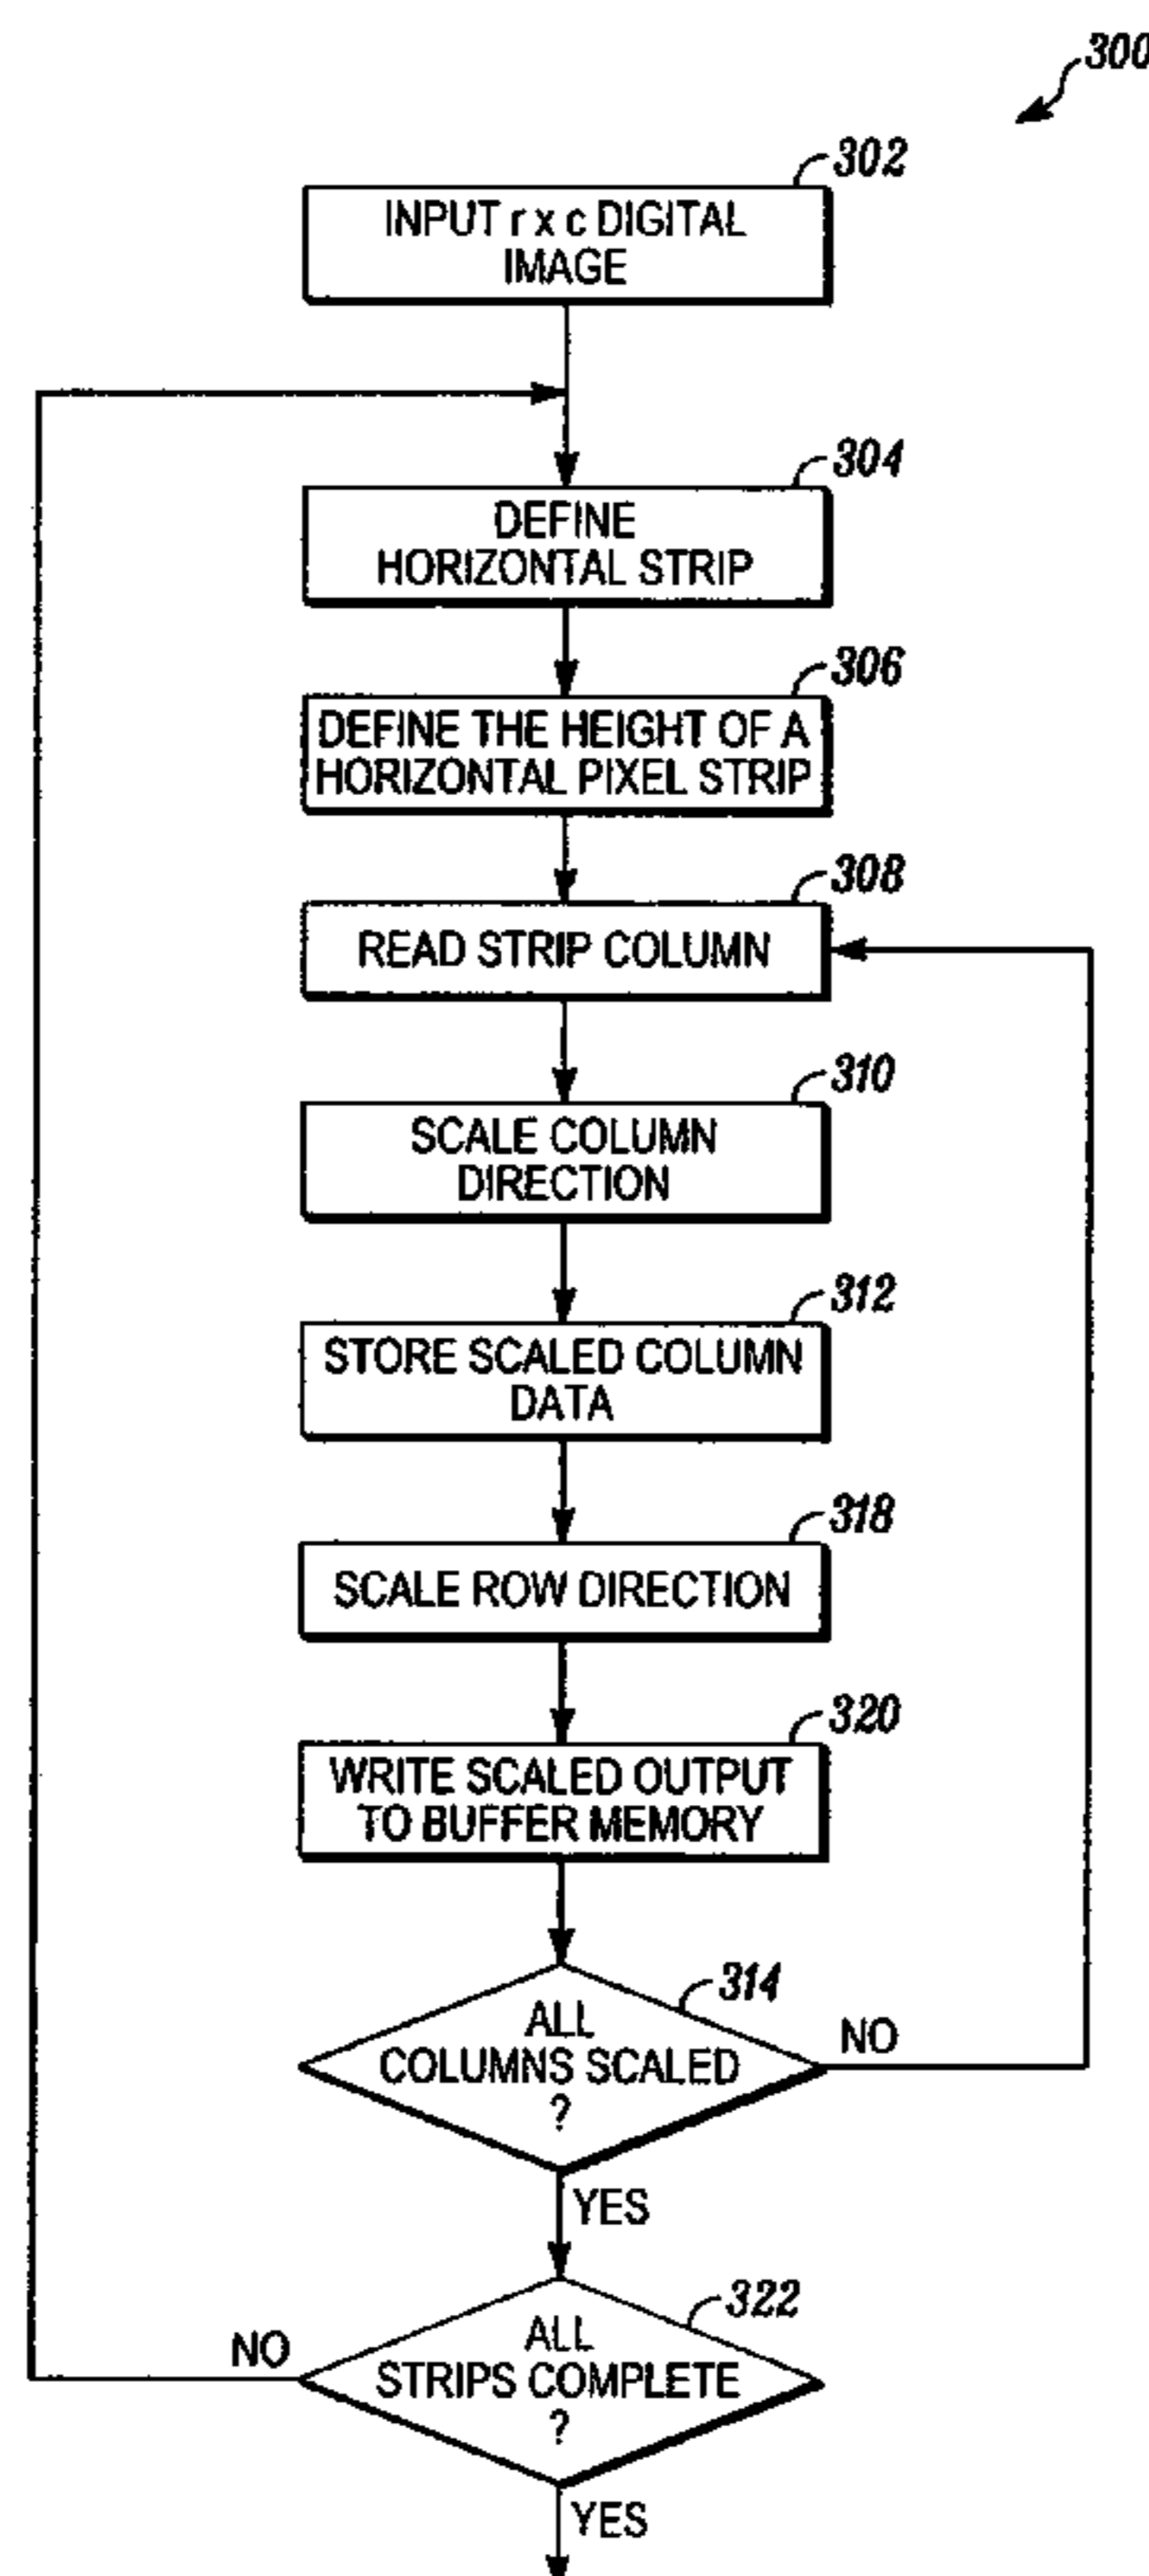 300
302
INPUT r x c DIGITAL
IMAGE
304
DEFINE
HORIZONTAL STRIP
306
DEFINE THE HEIGHT OF A
HORIZONTAL PIXEL STRIP
308
READ STRIP COLUMN
310
SCALE COLUMN
DIRECTION
312
STORE SCALED COLUMN
DATA
318
SCALE ROW DIRECTION
320
WRITE SCALED OUTPUT
TO BUFFER MEMORY
314
ALL
COLUMNS SCALED
?
NO
YES
322
ALL
STRIPS COMPLETE
?
NO
YES